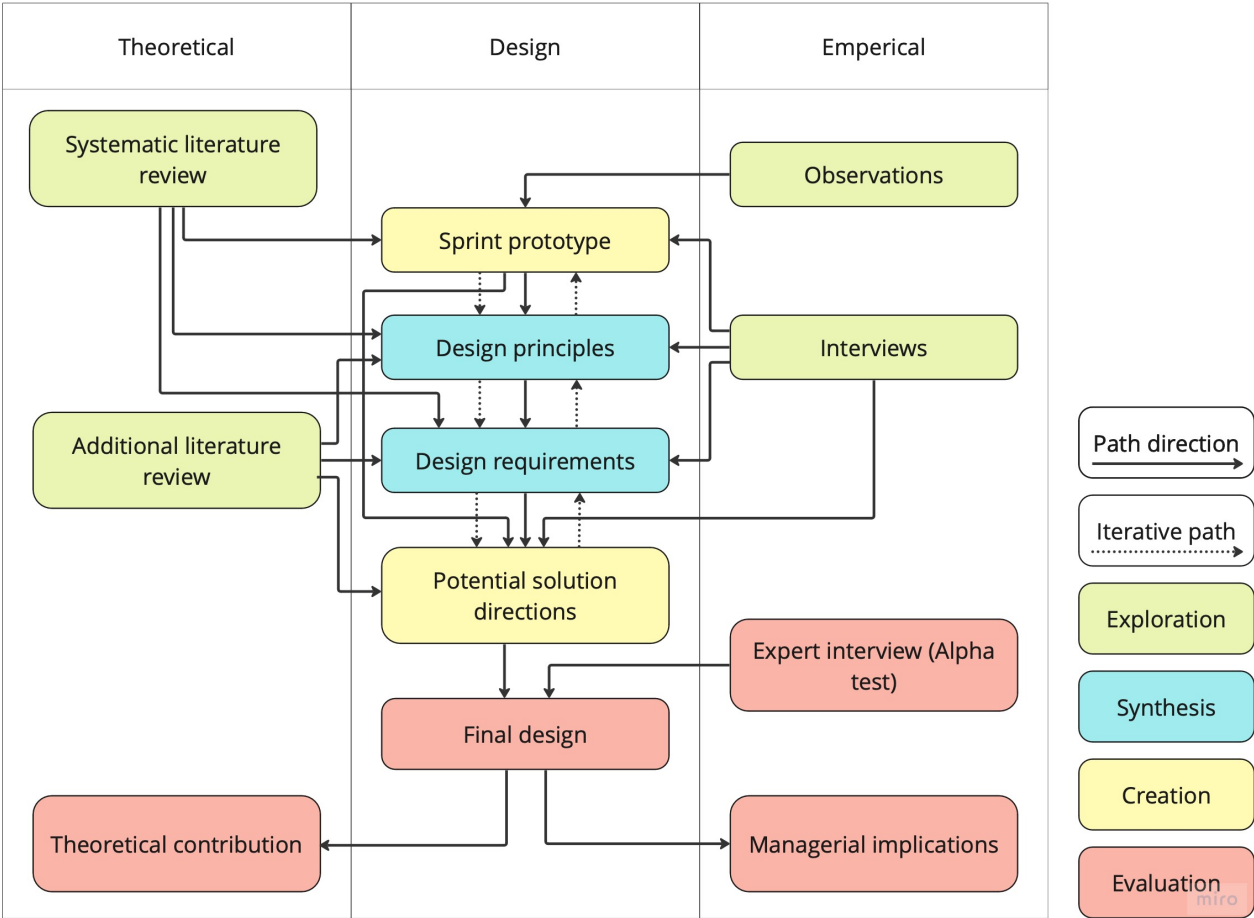 Theoretical
Design
Emperical
Systematic literature
review
Observations
Sprint prototype
Design principles
Interviews
Additional literature
review
Design requirements
Potential solution
directions
Expert interview (Alpha
test)
Final design
Theoretical contribution
Managerial implications
Path direction
Iterative path
Exploration
Synthesis
Creation
Evaluation
miro